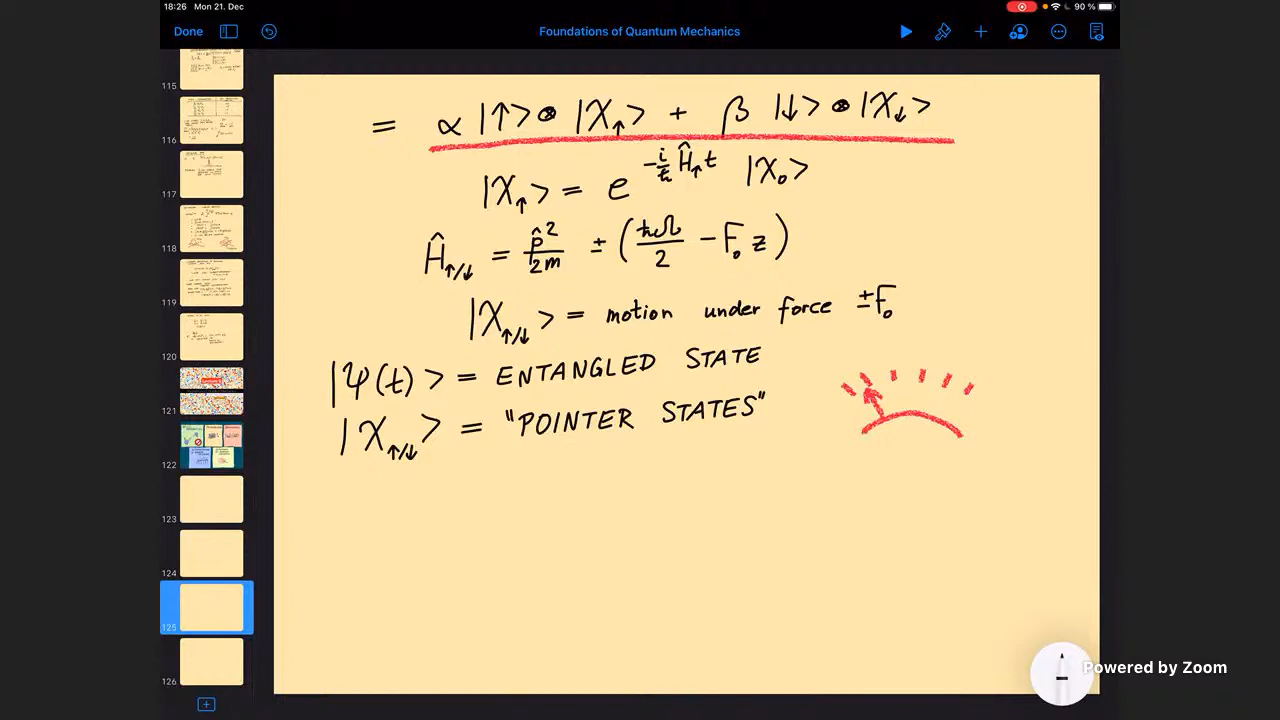 18:26 Mon 21. Dec
90 %
Done
Foundations of Quantum Mechanics
= α |↑> ⊗ |χ↑> + β |↓> ⊗ |χ↓>
|χ↑> = e^{-i/ħ Ĥ↑t} |χ₀>
Ĥ↑/↓ = p̂²/2m ± (ħΩ/2 − F₀ z)
|χ↑/↓> = motion under force ±F₀
|Ψ(t)> = ENTANGLED STATE
|χ↑/↓> = "POINTER STATES"
115
116
117
118
119
120
121
122
123
124
125
126
Powered by Zoom